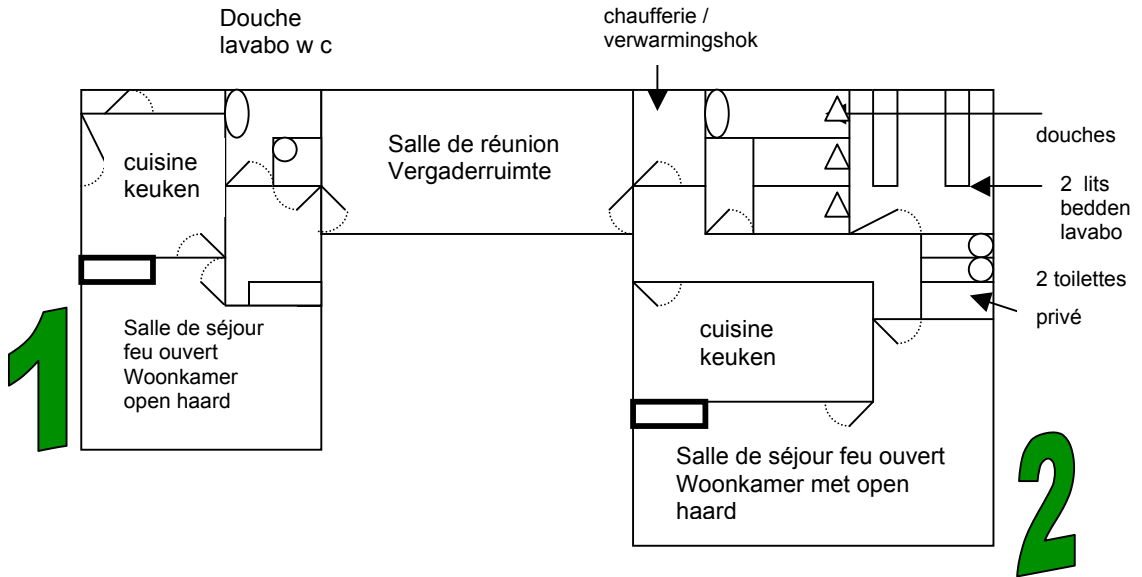 Douche
lavabo w c
chaufferie /
verwarmingshok
douches
cuisine
keuken
Salle de réunion
Vergaderruimte
2 lits
bedden
lavabo
2 toilettes
privé
1
Salle de séjour
feu ouvert
Woonkamer
open haard
cuisine
keuken
Salle de séjour feu ouvert
Woonkamer met open
haard
2